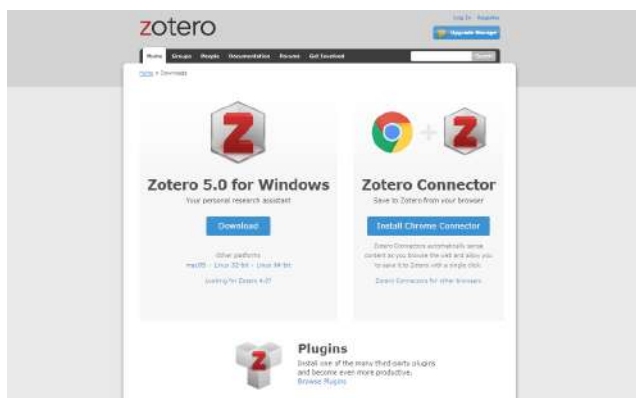 zotero
Log In Register
Upgrade Storage
Home Groups People Documentation Forums Get Involved
Search
Home > Downloads
Zotero 5.0 for Windows
Your personal research assistant
Download
Other platforms
macOS · Linux 32-bit · Linux 64-bit
Looking for Zotero 4.0?
Zotero Connector
Save to Zotero from your browser
Install Chrome Connector
Zotero Connectors automatically sense
content as you browse the web and allow you
to save it to Zotero with a single click.
Zotero Connectors for other browsers
Plugins
Install one of the many third-party plugins
and become even more productive.
Browse Plugins